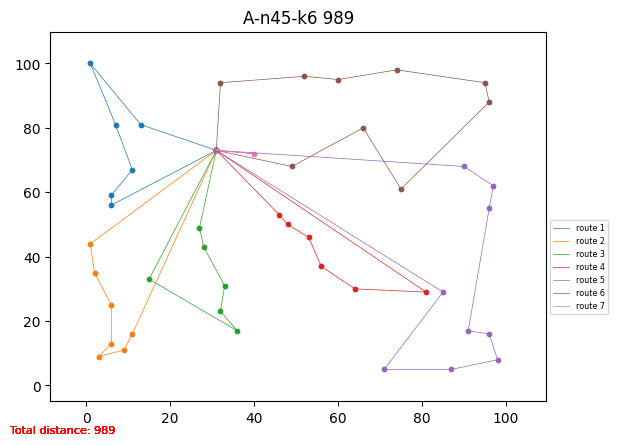 A-n45-k6 989
100
80
60
40
20
0
0 20 40 60 80 100
route 1
route 2
route 3
route 4
route 5
route 6
route 7
Total distance: 989